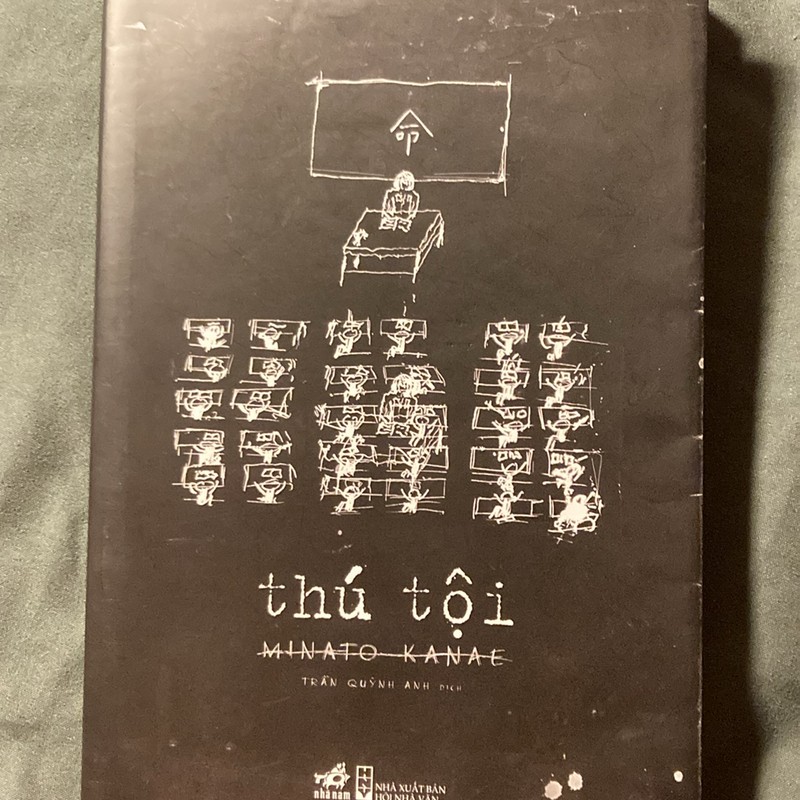 命
thú tội
MINATO KANAE
TRẦN QUỲNH ANH DỊCH
nhã nam
NHÀ XUẤT BẢN
HỘI NHÀ VĂN